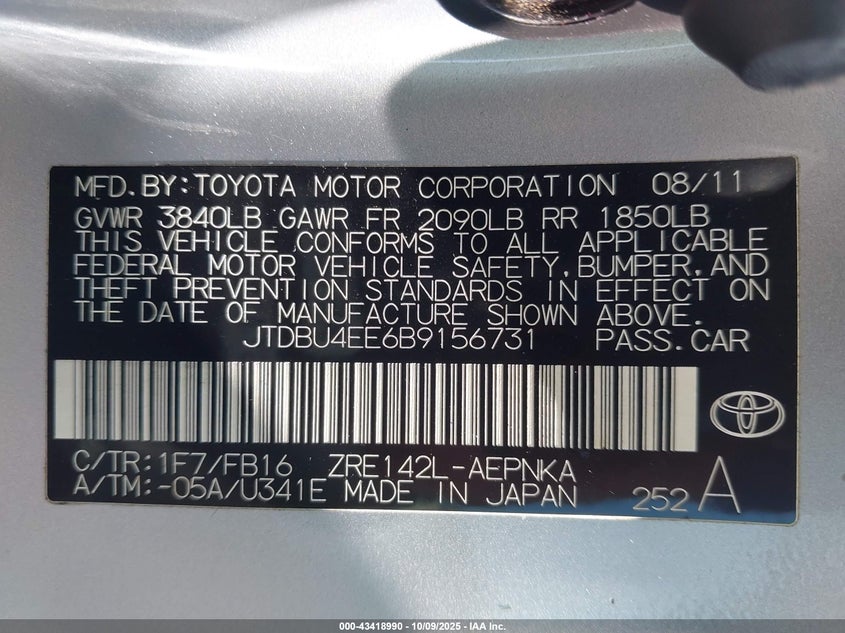 MFD. BY: TOYOTA MOTOR CORPORATION 08/11
GVWR 3840LB GAWR FR 2090LB RR 1850LB
THIS VEHICLE CONFORMS TO ALL APPLICABLE
FEDERAL MOTOR VEHICLE SAFETY, BUMPER, AND
THEFT PREVENTION STANDARDS IN EFFECT ON
THE DATE OF MANUFACTURE SHOWN ABOVE.
JTDBU4EE6B9156731 PASS. CAR
C/TR: 1F7/FB16 ZRE142L-AEPNKA
A/TM: -05A/U341E MADE IN JAPAN 252 A
000-43418990 - 10/09/2025 - IAA Inc.